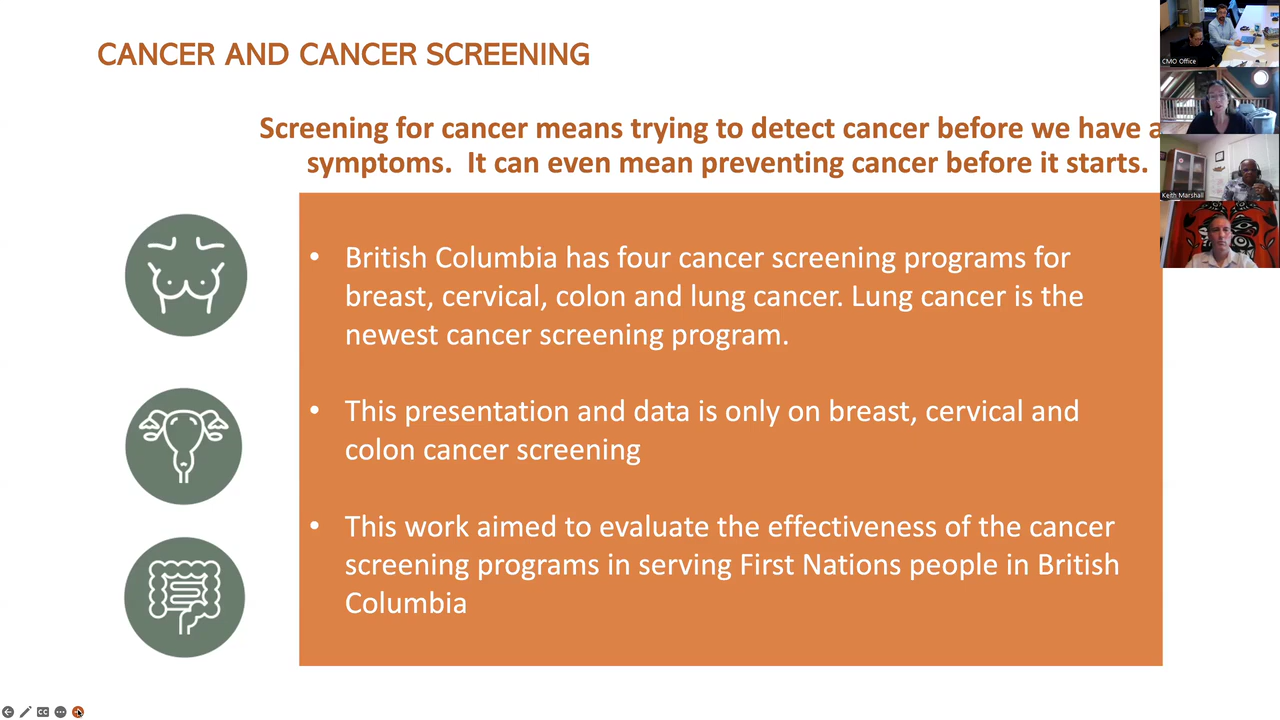 CANCER AND CANCER SCREENING
Screening for cancer means trying to detect cancer before we have a
symptoms.  It can even mean preventing cancer before it starts.
• British Columbia has four cancer screening programs for
breast, cervical, colon and lung cancer. Lung cancer is the
newest cancer screening program.
• This presentation and data is only on breast, cervical and
colon cancer screening
• This work aimed to evaluate the effectiveness of the cancer
screening programs in serving First Nations people in British
Columbia
CMO Office
Keith Marshall
CC